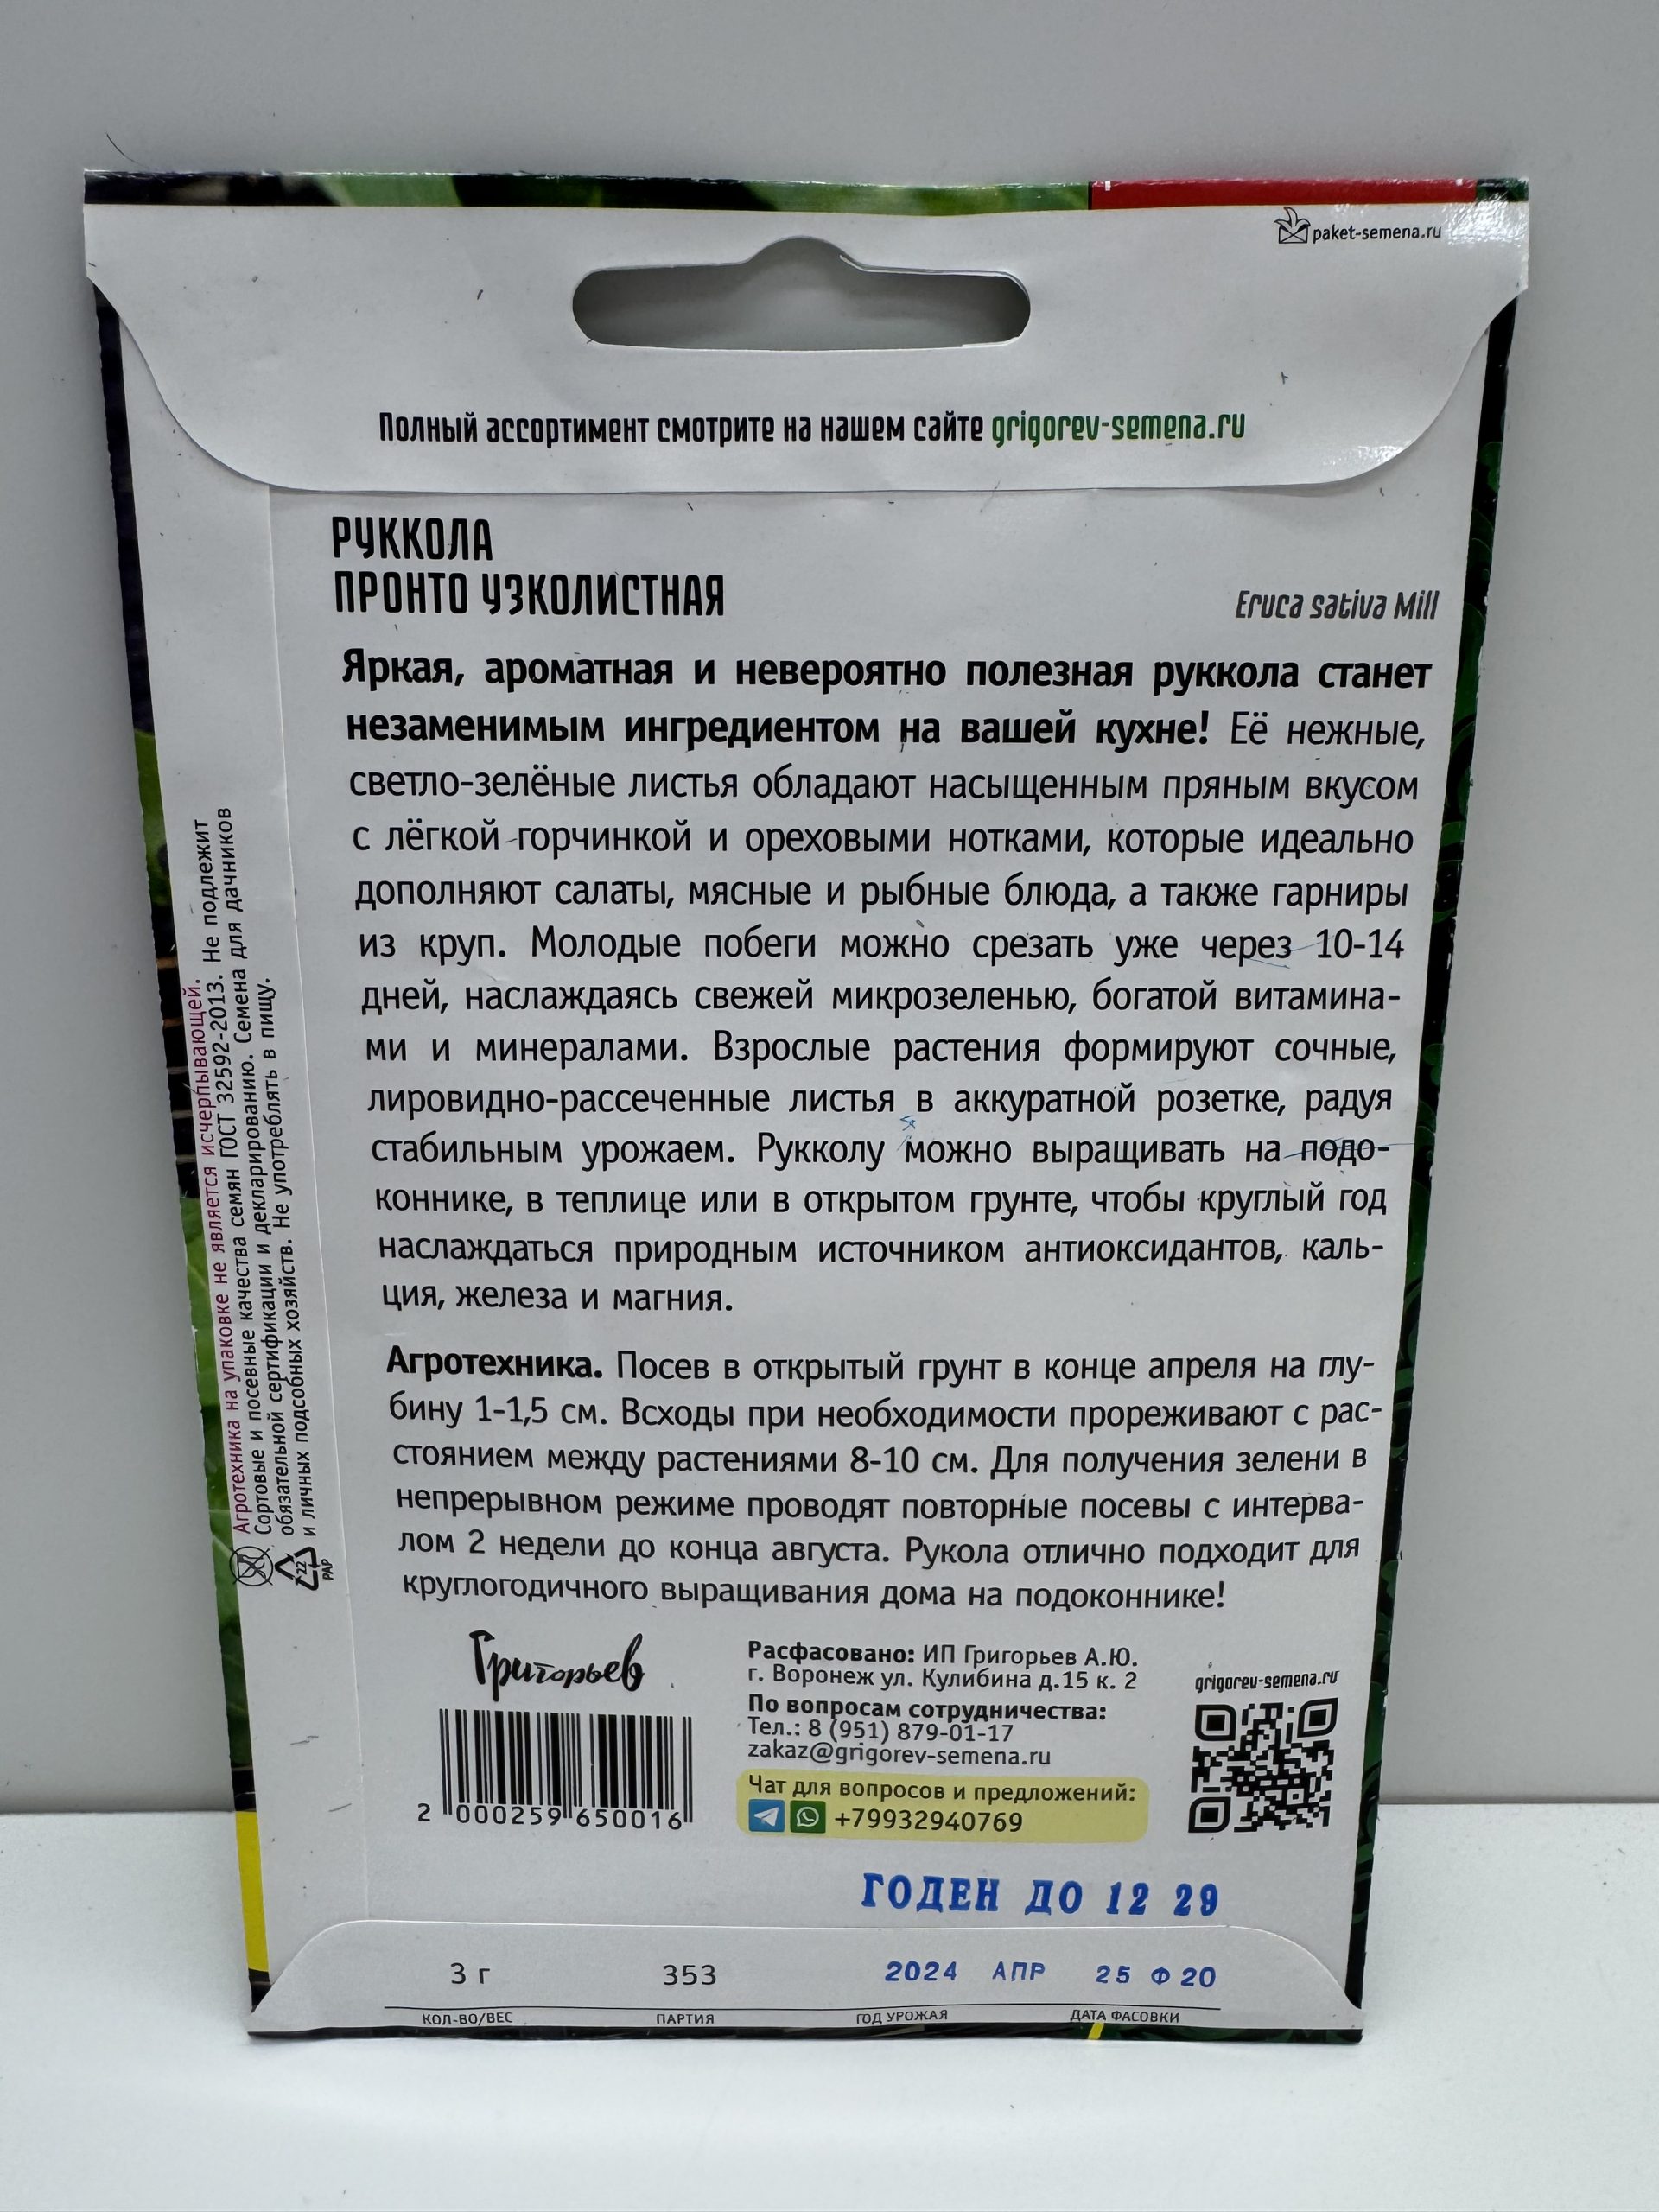 paket-semena.ru
Полный ассортимент смотрите на нашем сайте grigorev-semena.ru
РУККОЛА
ПРОНТО УЗКОЛИСТНАЯ
Eruca sativa Mill
Яркая, ароматная и невероятно полезная руккола станет
незаменимым ингредиентом на вашей кухне! Её нежные,
светло-зелёные листья обладают насыщенным пряным вкусом
с лёгкой горчинкой и ореховыми нотками, которые идеально
дополняют салаты, мясные и рыбные блюда, а также гарниры
из круп. Молодые побеги можно срезать уже через 10-14
дней, наслаждаясь свежей микрозеленью, богатой витамина-
ми и минералами. Взрослые растения формируют сочные,
лировидно-рассеченные листья в аккуратной розетке, радуя
стабильным урожаем. Рукколу можно выращивать на подо-
коннике, в теплице или в открытом грунте, чтобы круглый год
наслаждаться природным источником антиоксидантов, каль-
ция, железа и магния.
Агротехника. Посев в открытый грунт в конце апреля на глу-
бину 1-1,5 см. Всходы при необходимости прореживают с рас-
стоянием между растениями 8-10 см. Для получения зелени в
непрерывном режиме проводят повторные посевы с интерва-
лом 2 недели до конца августа. Рукола отлично подходит для
круглогодичного выращивания дома на подоконнике!
Агротехника на упаковке не является исчерпывающей.
Сортовые и посевные качества семян ГОСТ 32592-2013. Не подлежит
обязательной сертификации и декларированию. Семена для дачников
и личных подсобных хозяйств. Не употреблять в пищу.
22
PAP
Григорьев
2 000259 650016
Расфасовано: ИП Григорьев А.Ю.
г. Воронеж ул. Кулибина д.15 к. 2
По вопросам сотрудничества:
Тел.: 8 (951) 879-01-17
zakaz@grigorev-semena.ru
Чат для вопросов и предложений:
+79932940769
grigorev-semena.ru
ГОДЕН ДО 12 29
3 г 353 2024 АПР 25 Ф 20
КОЛ-ВО/ВЕС ПАРТИЯ ГОД УРОЖАЯ ДАТА ФАСОВКИ